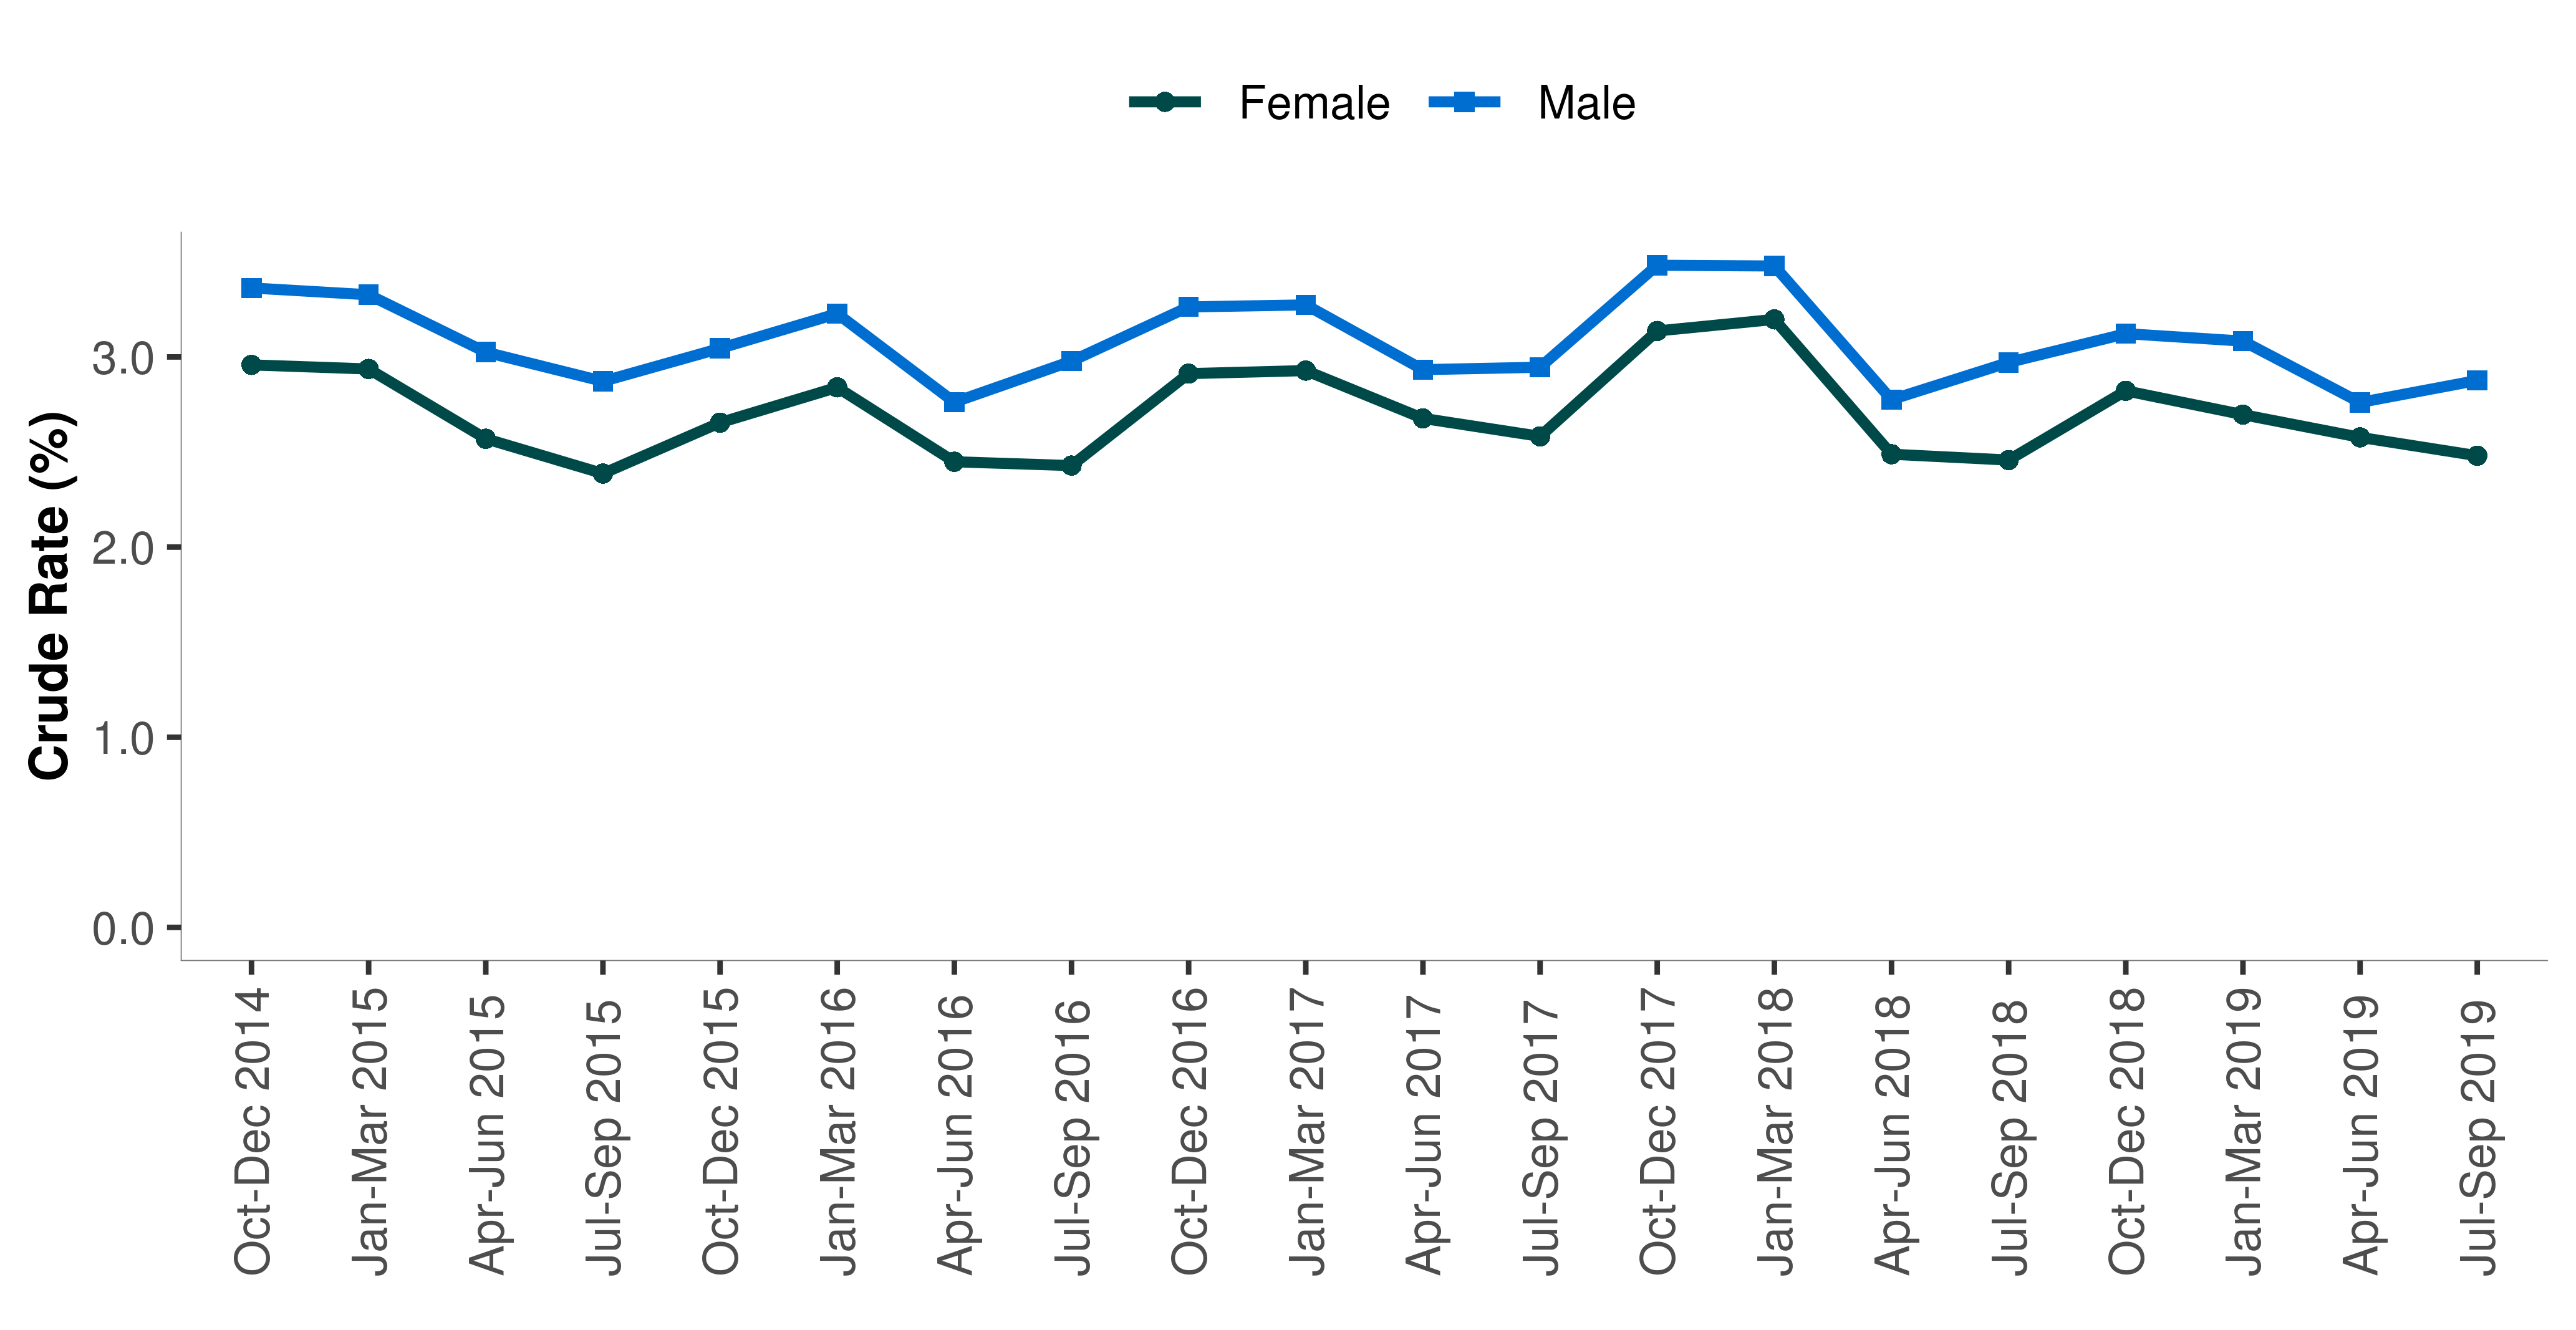 Female Male
Crude Rate (%)
3.0
2.0
1.0
0.0
Oct-Dec 2014
Jan-Mar 2015
Apr-Jun 2015
Jul-Sep 2015
Oct-Dec 2015
Jan-Mar 2016
Apr-Jun 2016
Jul-Sep 2016
Oct-Dec 2016
Jan-Mar 2017
Apr-Jun 2017
Jul-Sep 2017
Oct-Dec 2017
Jan-Mar 2018
Apr-Jun 2018
Jul-Sep 2018
Oct-Dec 2018
Jan-Mar 2019
Apr-Jun 2019
Jul-Sep 2019